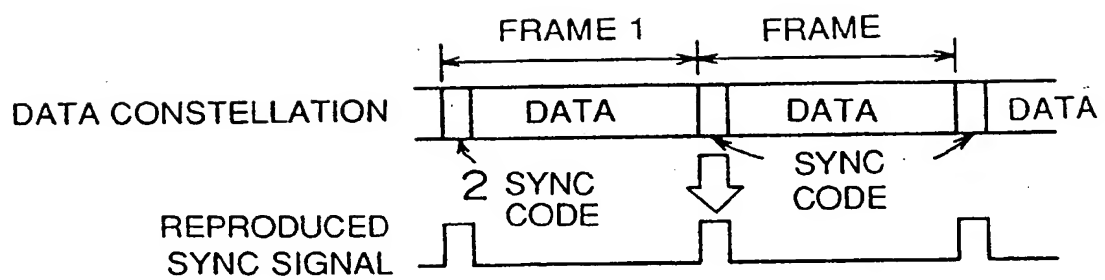 FRAME 1
FRAME
DATA CONSTELLATION
DATA
DATA
DATA
2 SYNC
CODE
SYNC
CODE
REPRODUCED
SYNC SIGNAL